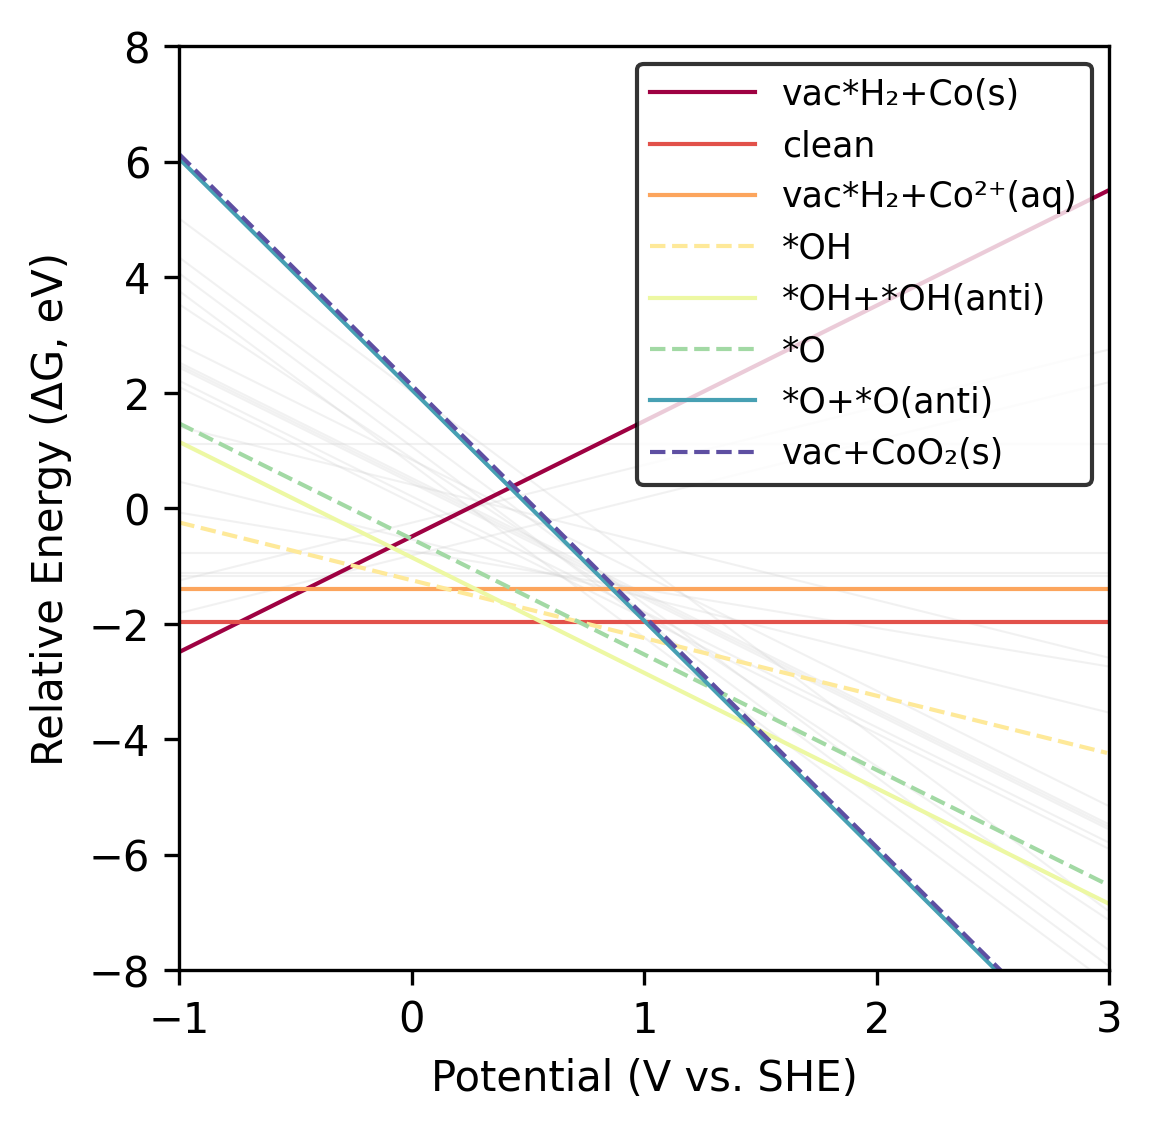 Relative Energy (ΔG, eV)
8
6
4
2
0
−2
−4
−6
−8
vac*H₂+Co(s)
clean
vac*H₂+Co²⁺(aq)
*OH
*OH+*OH(anti)
*O
*O+*O(anti)
vac+CoO₂(s)
−1 0 1 2 3
Potential (V vs. SHE)